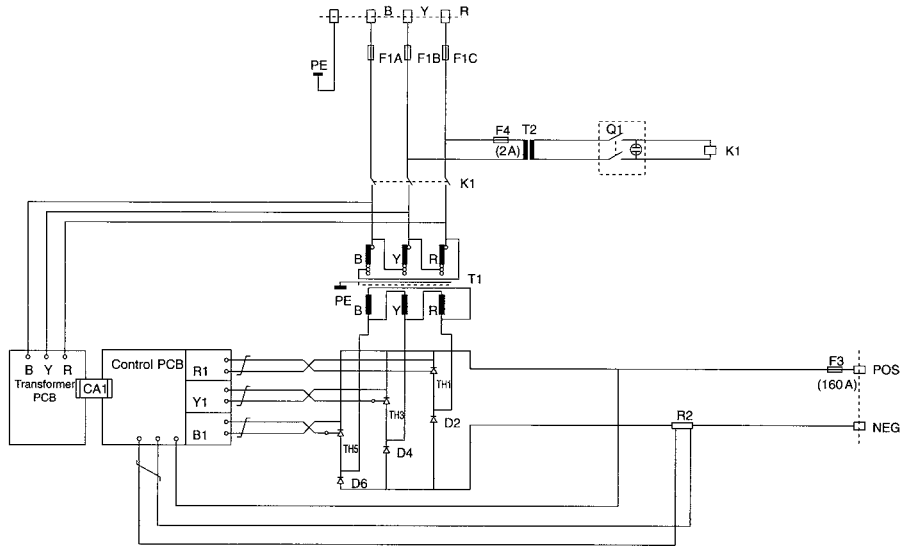 B Y R
F1A F1B F1C
PE
F4 T2 Q1
(2A)
K1
K1
B Y R
T1
PE
B Y R
B Y R
Transformer
PCB
CA1
Control PCB
R1
Y1
B1
TH1
TH3
TH5
D2
D4
D6
F3
POS
(160A)
R2
NEG